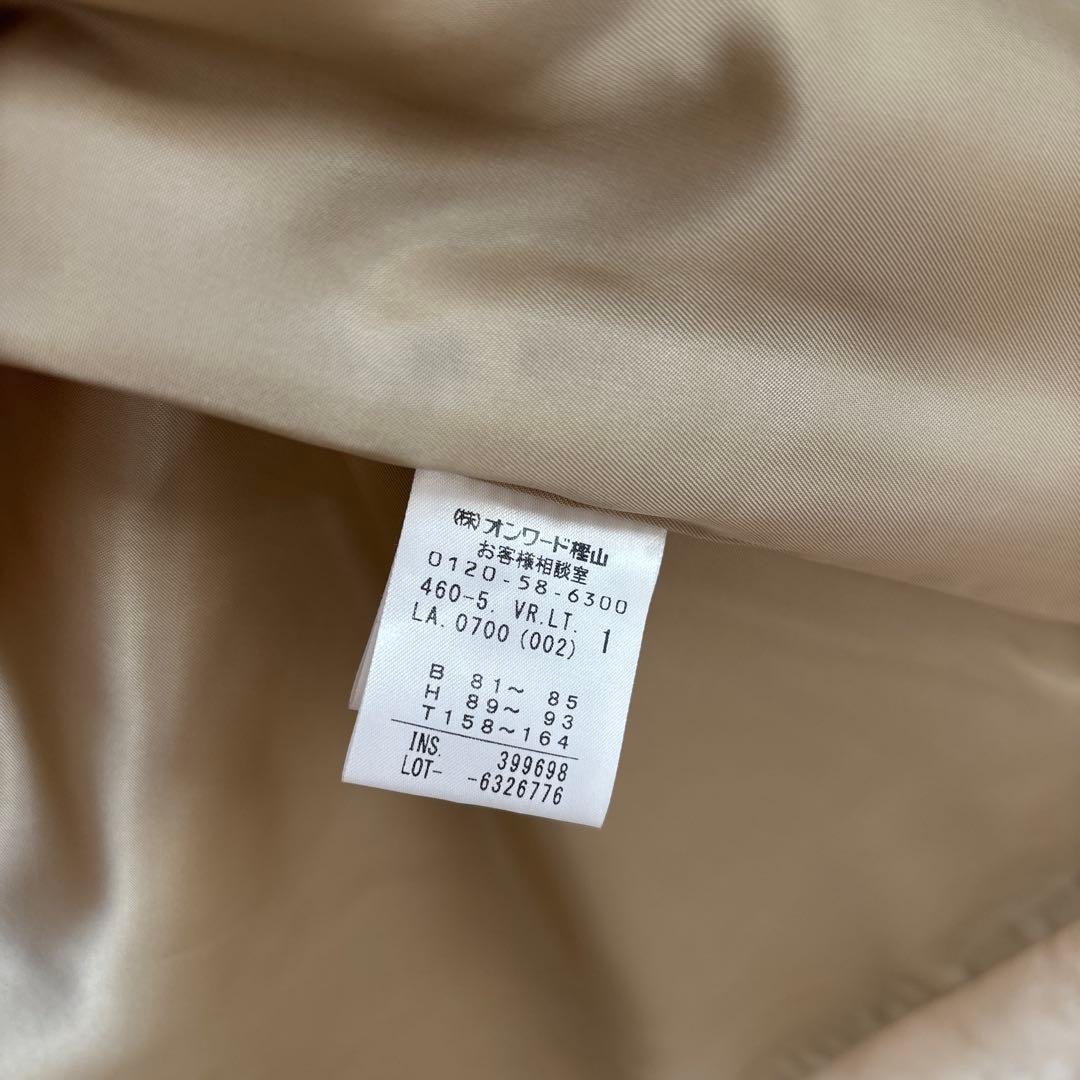 (株)オンワード樫山
お客様相談室
0120-58-6300
460-5. VR.LT. 1
LA. 0700 (002)
B 81～ 85
H 89～ 93
T158～164
INS. 399698
LOT- -6326776